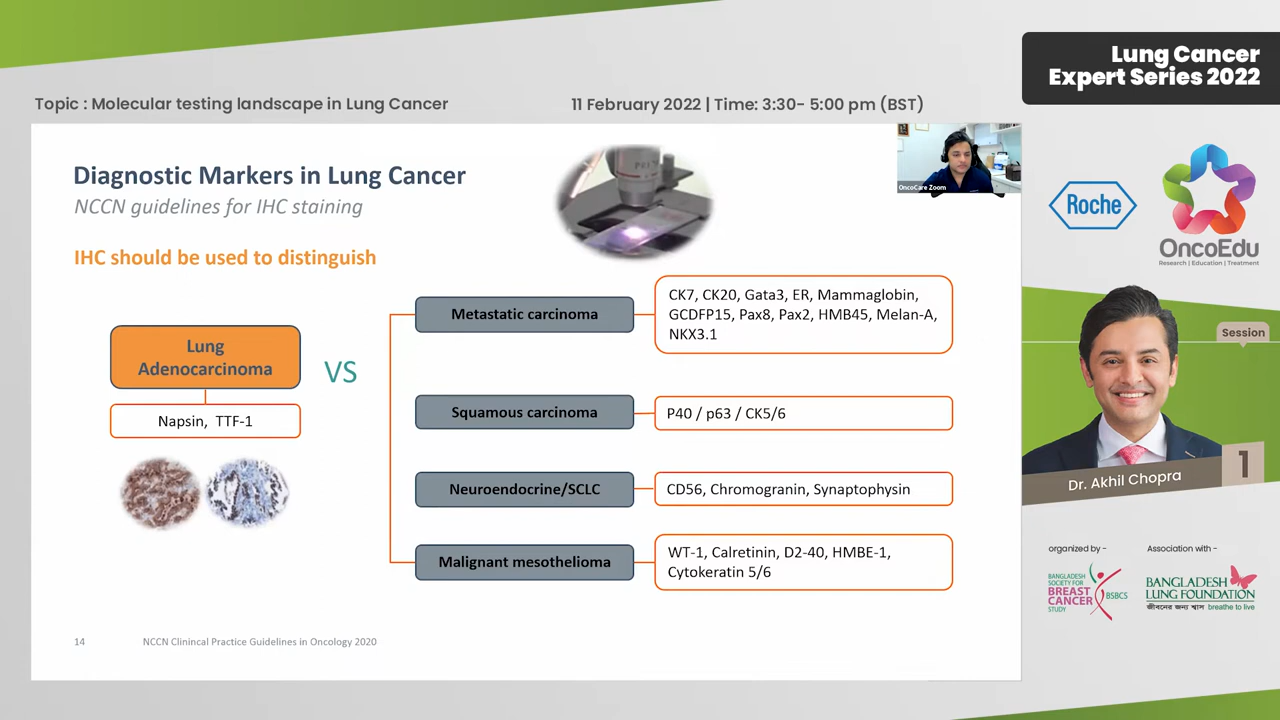 Lung Cancer
Expert Series 2022
Topic : Molecular testing landscape in Lung Cancer
11 February 2022 | Time: 3:30- 5:00 pm (BST)
Diagnostic Markers in Lung Cancer
NCCN guidelines for IHC staining
IHC should be used to distinguish
Lung
Adenocarcinoma
Napsin, TTF-1
VS
Metastatic carcinoma
CK7, CK20, Gata3, ER, Mammaglobin,
GCDFP15, Pax8, Pax2, HMB45, Melan-A,
NKX3.1
Squamous carcinoma
P40 / p63 / CK5/6
Neuroendocrine/SCLC
CD56, Chromogranin, Synaptophysin
Malignant mesothelioma
WT-1, Calretinin, D2-40, HMBE-1,
Cytokeratin 5/6
14
NCCN Clinincal Practice Guidelines in Oncology 2020
OncoCare Zoom
Roche
OncoEdu
Research | Education | Treatment
Session
1
Dr. Akhil Chopra
organized by -
Association with -
BANGLADESH
SOCIETY FOR
BREAST
CANCER
STUDY
BSBCS
BANGLADESH
LUNG FOUNDATION
জীবনের জন্য শ্বাস breathe to live